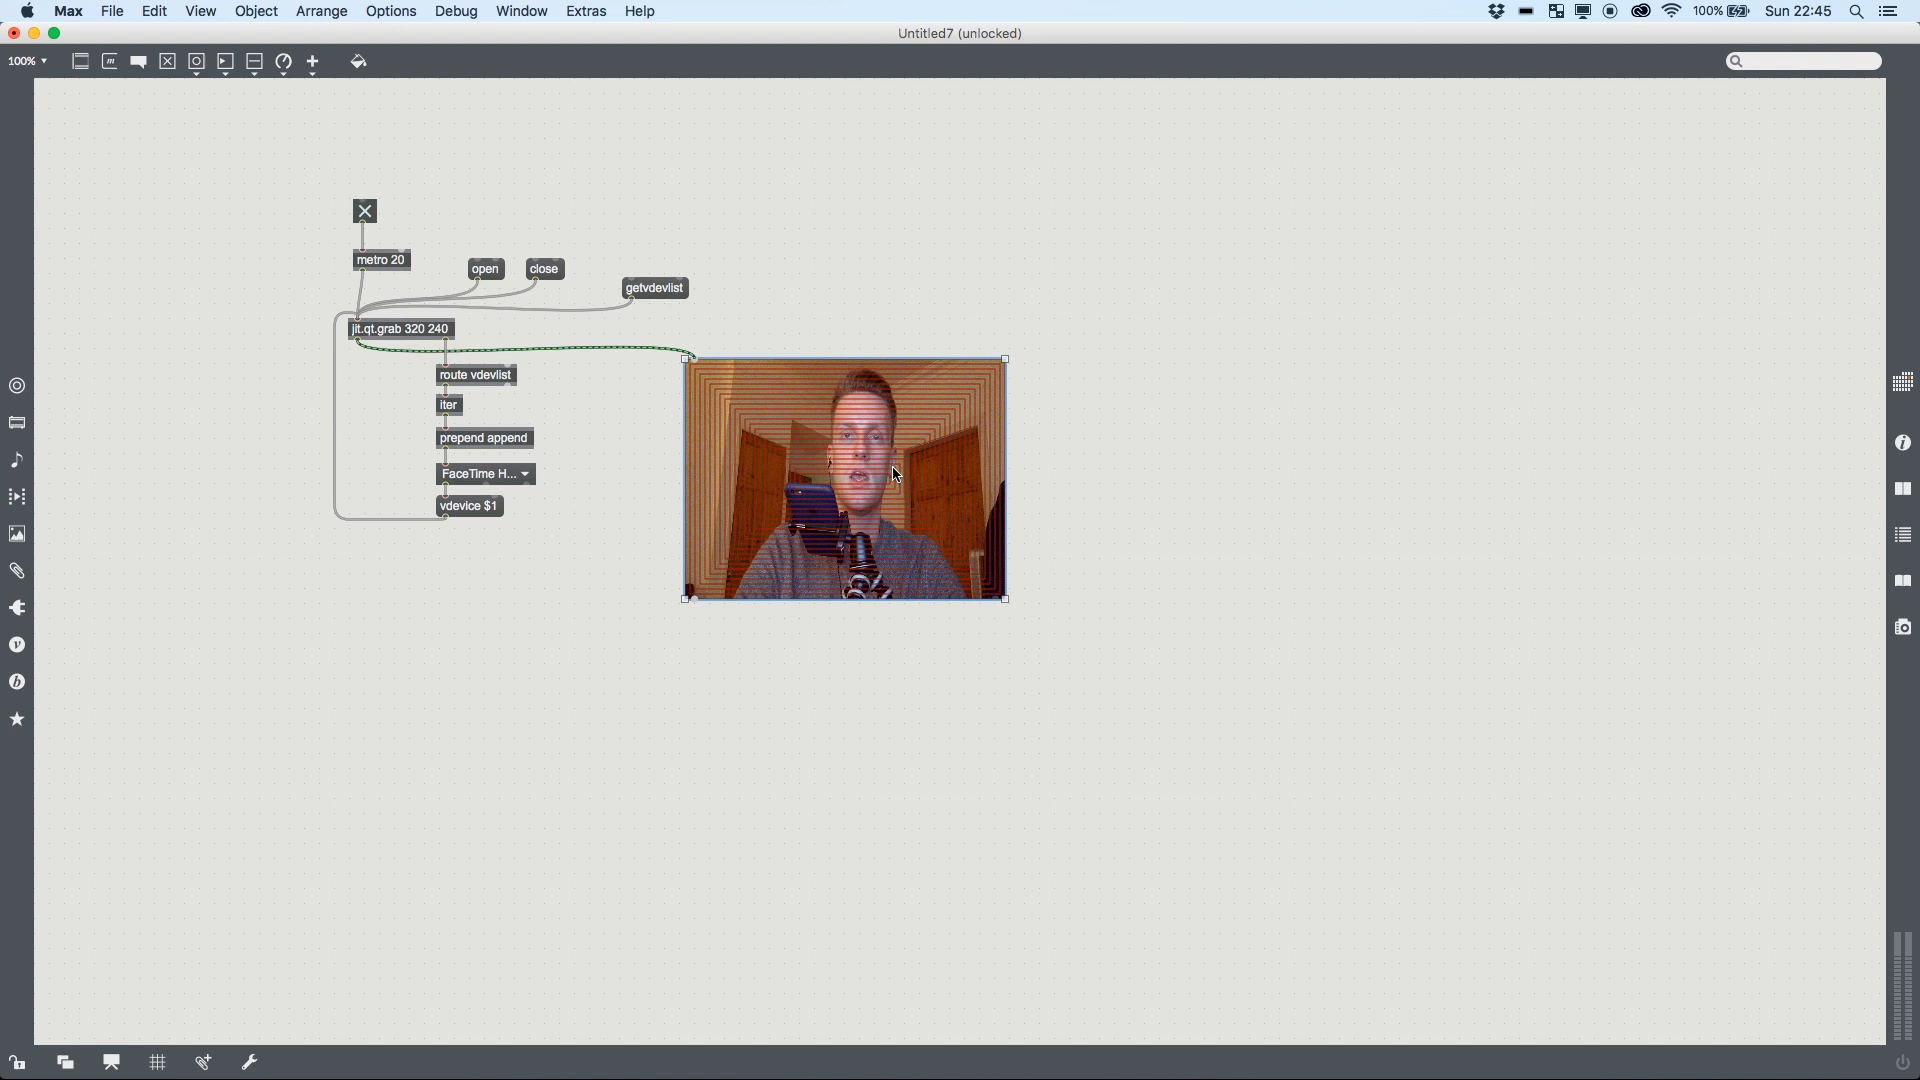 Max File Edit View Object Arrange Options Debug Window Extras Help
100% Sun 22:45
Untitled7 (unlocked)
100%
metro 20
open
close
getvdevlist
jit.qt.grab 320 240
route vdevlist
iter
prepend append
FaceTime H...
vdevice $1